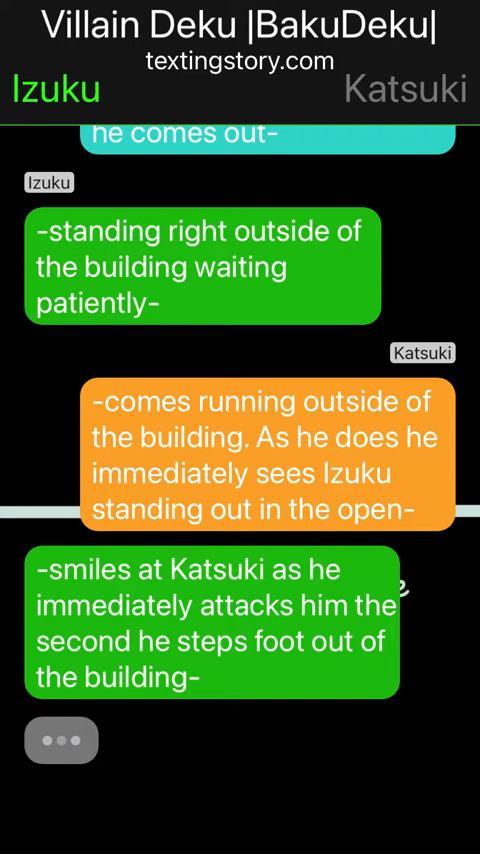 Villain Deku |BakuDeku|
textingstory.com
Izuku
Katsuki
he comes out-
Izuku
-standing right outside of
the building waiting
patiently-
Katsuki
-comes running outside of
the building. As he does he
immediately sees Izuku
standing out in the open-
-smiles at Katsuki as he
immediately attacks him the
second he steps foot out of
the building-